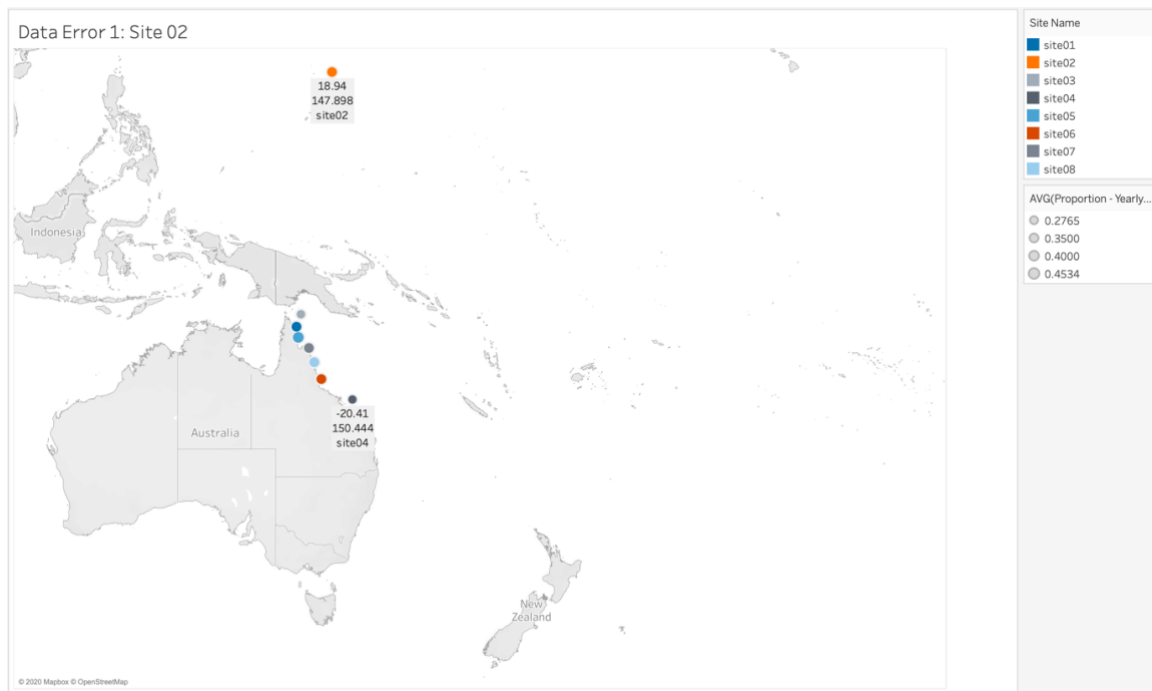 Data Error 1: Site 02
18.94
147.898
site02
Indonesia
-20.41
150.444
site04
Australia
New
Zealand
© 2020 Mapbox © OpenStreetMap
Site Name
site01
site02
site03
site04
site05
site06
site07
site08
AVG(Proportion - Yearly...
0.2765
0.3500
0.4000
0.4534